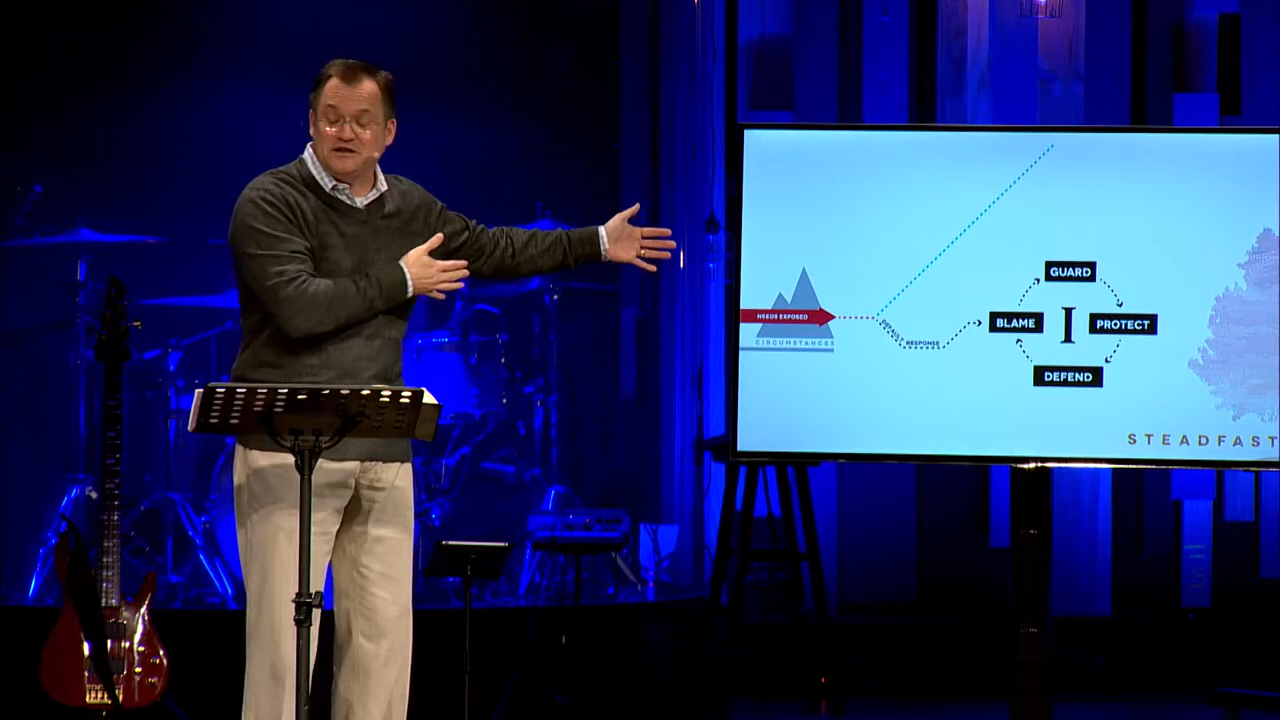 GUARD
NEEDS EXPOSED
BLAME
I
PROTECT
DEFAULT RESPONSE
CIRCUMSTANCES
DEFEND
STEADFAST